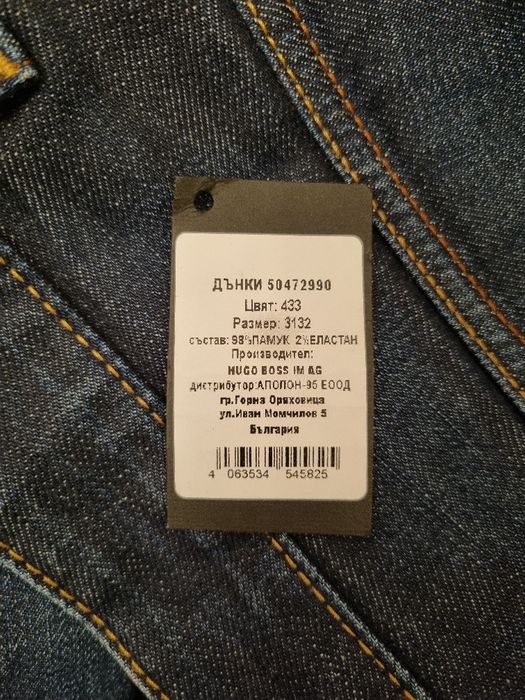 ДЪНКИ 50472990
Цвят: 433
Размер: 3132
състав: 98%ПАМУК 2%ЕЛАСТАН
Производител:
HUGO BOSS IM AG
дистрибутор:АПОЛОН-95 ЕООД
гр.Горна Оряховица
ул.Иван Момчилов 5
България
4 063534 545825